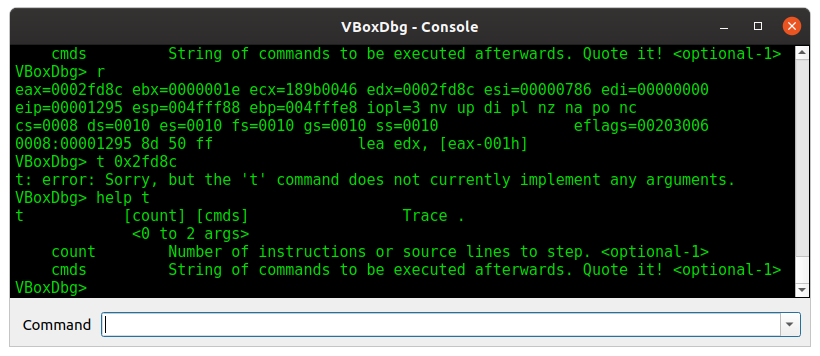 VBoxDbg - Console
cmds String of commands to be executed afterwards. Quote it! <optional-1>
VBoxDbg> r
eax=0002fd8c ebx=0000001e ecx=189b0046 edx=0002fd8c esi=00000786 edi=00000000
eip=00001295 esp=004fff88 ebp=004fffe8 iopl=3 nv up di pl nz na po nc
cs=0008 ds=0010 es=0010 fs=0010 gs=0010 ss=0010 eflags=00203006
0008:00001295 8d 50 ff lea edx, [eax-001h]
VBoxDbg> t 0x2fd8c
t: error: Sorry, but the 't' command does not currently implement any arguments.
VBoxDbg> help t
t [count] [cmds] Trace .
<0 to 2 args>
count Number of instructions or source lines to step. <optional-1>
cmds String of commands to be executed afterwards. Quote it! <optional-1>
VBoxDbg>
Command